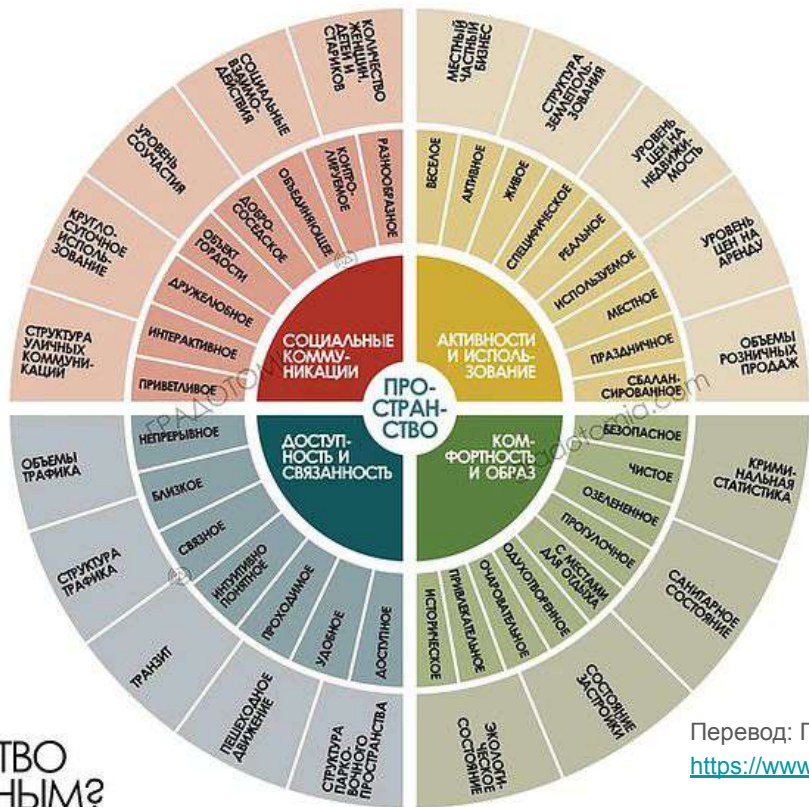 КОЛИЧЕСТВО
ЖЕНЩИН,
ДЕТЕЙ И
СТАРИКОВ
СОЦИАЛЬНЫЕ
ВЗАИМО-
ДЕЙСТВИЯ
УРОВЕНЬ
СОУЧАСТИЯ
КРУГЛО-
СУТОЧНОЕ
ИСПОЛЬ-
ЗОВАНИЕ
СТРУКТУРА
УЛИЧНЫХ
КОММУНИ-
КАЦИЙ
РАЗНООБРАЗНОЕ
КОНТРО-
ЛИРУЕМОЕ
ОБЪЕДИНЯЮЩЕЕ
ДОБРО-
СОСЕДСКОЕ
ОБЪЕКТ
ГОРДОСТИ
ДРУЖЕЛЮБНОЕ
ИНТЕРАКТИВНОЕ
ПРИВЕТЛИВОЕ
СОЦИАЛЬНЫЕ
КОММУ-
НИКАЦИИ
МЕСТНЫЙ
ЧАСТНЫЙ
БИЗНЕС
СТРУКТУРА
ЗЕМЛЕПОЛЬ-
ЗОВАНИЯ
УРОВЕНЬ
ЦЕН НА
НЕДВИЖИ-
МОСТЬ
УРОВЕНЬ
ЦЕН НА
АРЕНДУ
ОБЪЕМЫ
РОЗНИЧНЫХ
ПРОДАЖ
ВЕСЕЛОЕ
АКТИВНОЕ
ЖИВОЕ
СПЕЦИФИЧЕСКОЕ
РЕАЛЬНОЕ
ИСПОЛЬЗУЕМОЕ
МЕСТНОЕ
ПРАЗДНИЧНОЕ
СБАЛАН-
СИРОВАННОЕ
АКТИВНОСТИ
И ИСПОЛЬ-
ЗОВАНИЕ
ПРО-
СТРАН-
СТВО
ДОСТУП-
НОСТЬ И
СВЯЗАННОСТЬ
НЕПРЕРЫВНОЕ
БЛИЗКОЕ
СВЯЗНОЕ
ИНТУИТИВНО
ПОНЯТНОЕ
ПРОХОДИМОЕ
УДОБНОЕ
ДОСТУПНОЕ
ОБЪЕМЫ
ТРАФИКА
СТРУКТУРА
ТРАФИКА
ТРАНЗИТ
ПЕШЕХОДНОЕ
ДВИЖЕНИЕ
СТРУКТУРА
ПАРКО-
ВОЧНОГО
ПРОСТРАНСТВА
КОМ-
ФОРТНОСТЬ
И ОБРАЗ
БЕЗОПАСНОЕ
ЧИСТОЕ
ОЗЕЛЕНЕННОЕ
ПРОГУЛОЧНОЕ
С МЕСТАМИ
ДЛЯ ОТДЫХА
ОДУХОТВОРЕННОЕ
ОЧАРОВАТЕЛЬНОЕ
ПРИВЛЕКАТЕЛЬНОЕ
ИСТОРИЧЕСКОЕ
КРИМИ-
НАЛЬНАЯ
СТАТИСТИКА
САНИТАРНОЕ
СОСТОЯНИЕ
СОСТОЯНИЕ
ЗАСТРОЙКИ
ЭКОЛОГИ-
ЧЕСКОЕ
СОСТОЯНИЕ
ГРАДОТОМИЯ
gradotomia.com
ТВО
НЫМ?
Перевод:
https://www